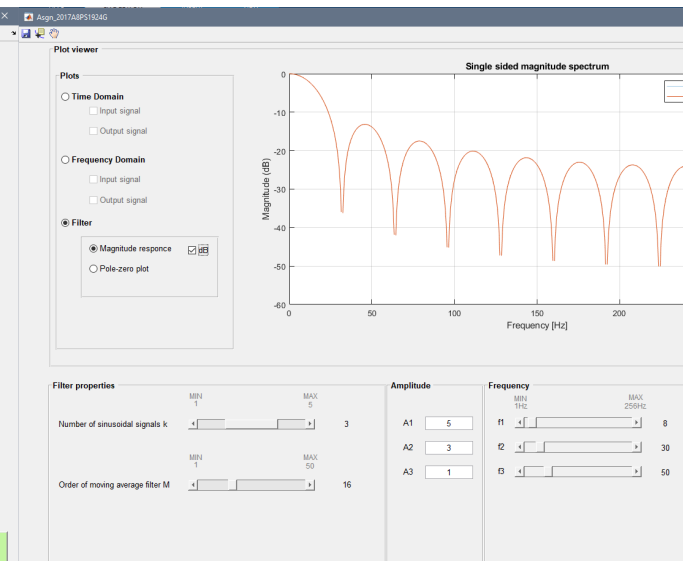 Asgn_2017A8PS1924G
Plot viewer
Plots
Time Domain
Input signal
Output signal
Frequency Domain
Input signal
Output signal
Filter
Magnitude responce
dB
Pole-zero plot
Single sided magnitude spectrum
Magnitude (dB)
0
-10
-20
-30
-40
-50
-60
0 50 100 150 200
Frequency [Hz]
Filter properties
MIN MAX
1 5
Number of sinusoidal signals k 3
MIN MAX
1 50
Order of moving average filter M 16
Amplitude
A1 5
A2 3
A3 1
Frequency
MIN MAX
1Hz 256Hz
f1 8
f2 30
f3 50